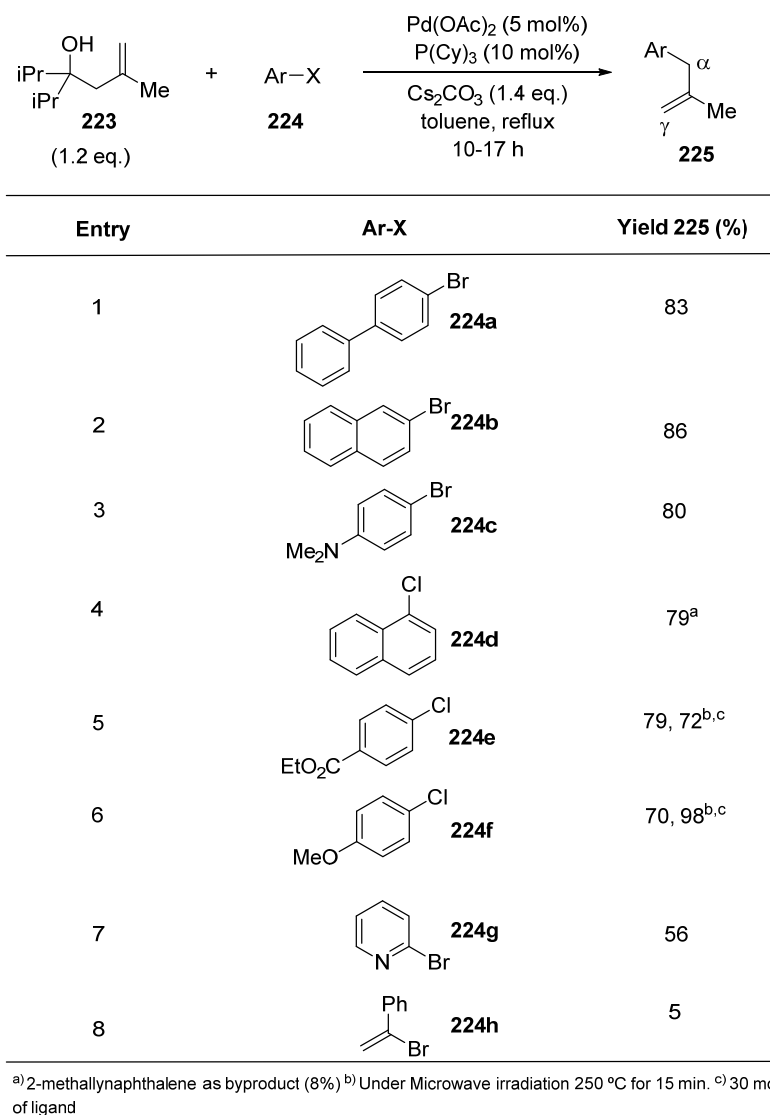 OH
iPr
iPr
Me
223
(1.2 eq.)
+
Ar–X
224
Pd(OAc)2 (5 mol%)
P(Cy)3 (10 mol%)
Cs2CO3 (1.4 eq.)
toluene, reflux
10-17 h
Ar
α
Me
γ
225
Entry Ar-X Yield 225 (%)
1 Br 224a 83
2 Br 224b 86
3 Br Me2N 224c 80
4 Cl 224d 79a
5 Cl EtO2C 224e 79, 72b,c
6 Cl MeO 224f 70, 98b,c
7 N Br 224g 56
8 Ph Br 224h 5
a) 2-methallynaphthalene as byproduct (8%) b) Under Microwave irradiation 250 ºC for 15 min. c) 30 mo
of ligand